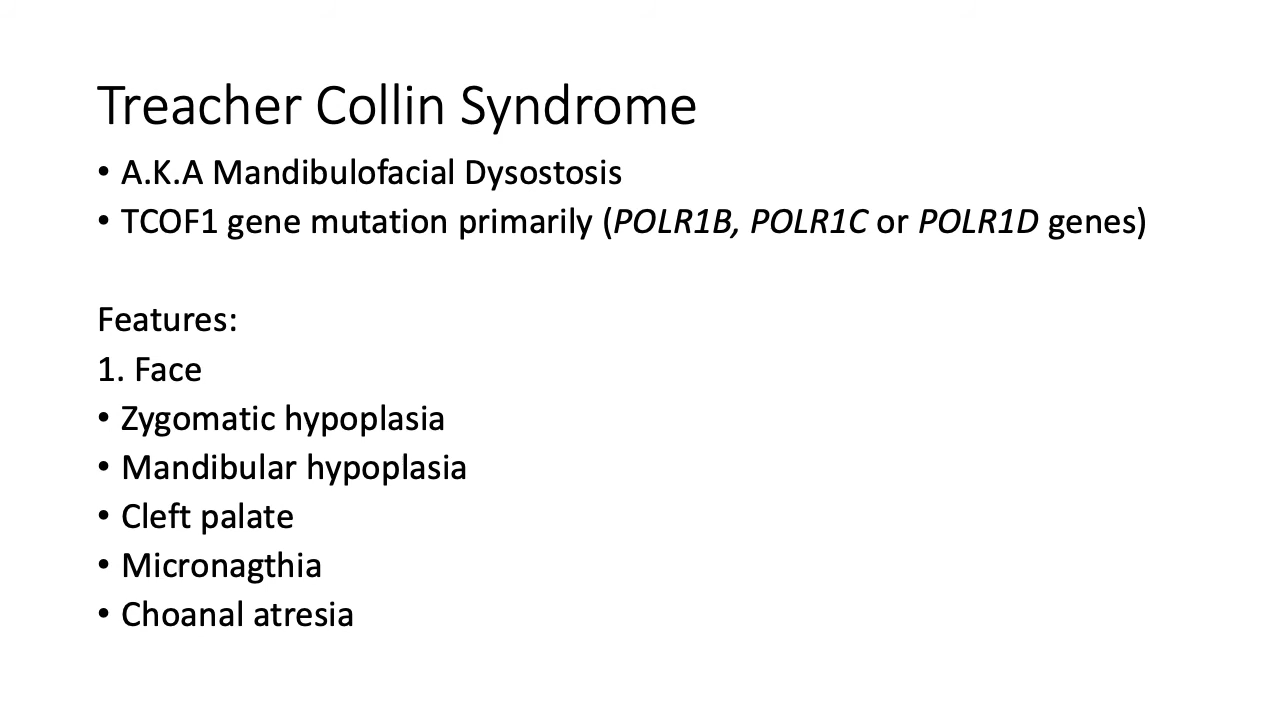 Treacher Collin Syndrome
• A.K.A Mandibulofacial Dysostosis
• TCOF1 gene mutation primarily (POLR1B, POLR1C or POLR1D genes)
Features:
1. Face
• Zygomatic hypoplasia
• Mandibular hypoplasia
• Cleft palate
• Micronagthia
• Choanal atresia